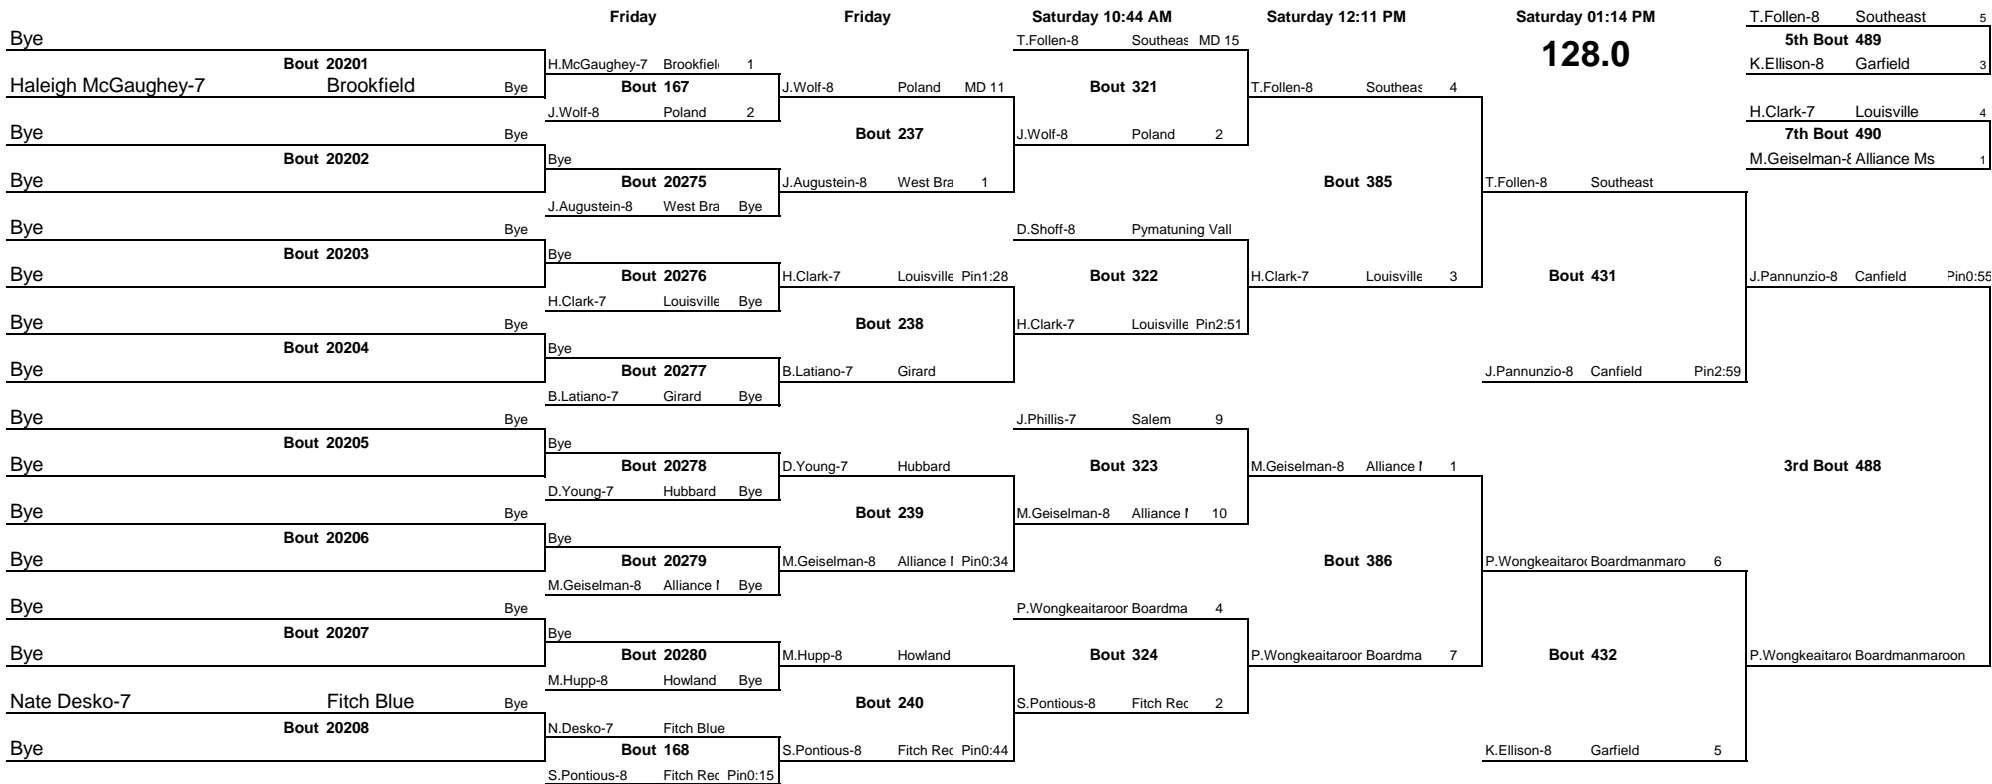 Friday Friday Saturday 10:44 AM Saturday 12:11 PM Saturday 01:14 PM
128.0
Bye
Bout 20201
Haleigh McGaughey-7 Brookfield Bye
Bye Bye
Bout 20202
Bye
Bye Bye
Bout 20203
Bye
Bye Bye
Bout 20204
Bye
Bye Bye
Bout 20205
Bye
Bye Bye
Bout 20206
Bye
Bye Bye
Bout 20207
Bye
Nate Desko-7 Fitch Blue Bye
Bout 20208
Bye
H.McGaughey-7 Brookfiel 1
Bout 167
J.Wolf-8 Poland 2
Bye
Bout 20275
J.Augustein-8 West Bra Bye
Bye
Bout 20276
H.Clark-7 Louisville Bye
Bye
Bout 20277
B.Latiano-7 Girard Bye
Bye
Bout 20278
D.Young-7 Hubbard Bye
Bye
Bout 20279
M.Geiselman-8 Alliance Bye
Bye
Bout 20280
M.Hupp-8 Howland Bye
N.Desko-7 Fitch Blue
Bout 168
S.Pontious-8 Fitch Rec Pin0:15
J.Wolf-8 Poland MD 11
Bout 237
J.Augustein-8 West Bra 1
H.Clark-7 Louisville Pin1:28
Bout 238
B.Latiano-7 Girard
D.Young-7 Hubbard
Bout 239
M.Geiselman-8 Alliance Pin0:34
M.Hupp-8 Howland
Bout 240
S.Pontious-8 Fitch Rec Pin0:44
T.Follen-8 Southeas MD 15
Bout 321
J.Wolf-8 Poland 2
D.Shoff-8 Pymatuning Vall
Bout 322
H.Clark-7 Louisville Pin2:51
J.Phillis-7 Salem 9
Bout 323
M.Geiselman-8 Alliance 10
P.Wongkeaitaroor Boardma 4
Bout 324
S.Pontious-8 Fitch Rec 2
T.Follen-8 Southeas 4
Bout 385
H.Clark-7 Louisville 3
M.Geiselman-8 Alliance 1
Bout 386
P.Wongkeaitaroor Boardma 7
T.Follen-8 Southeast
Bout 431
J.Pannunzio-8 Canfield Pin2:59
P.Wongkeaitaro Boardmanmaro 6
Bout 432
K.Ellison-8 Garfield 5
T.Follen-8 Southeast 5
5th Bout 489
K.Ellison-8 Garfield 3
H.Clark-7 Louisville 4
7th Bout 490
M.Geiselman-8 Alliance Ms 1
J.Pannunzio-8 Canfield Pin0:55
3rd Bout 488
P.Wongkeaitaro Boardmanmaroon